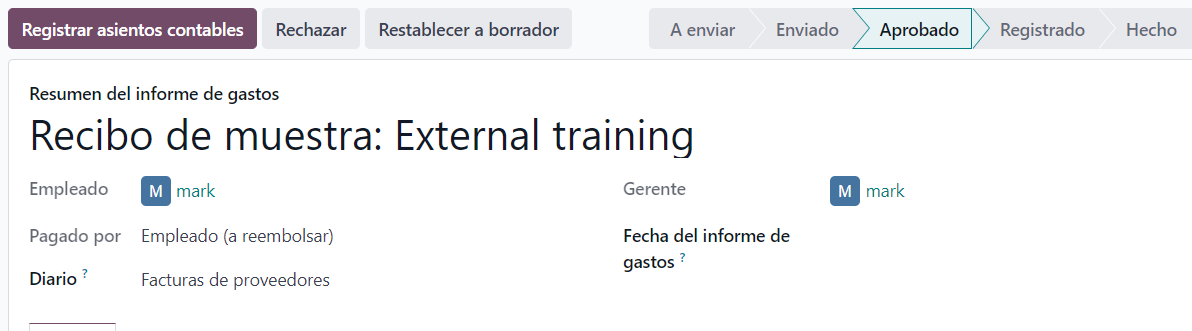 Registrar asientos contables Rechazar Restablecer a borrador A enviar Enviado Aprobado Registrado Hecho
Resumen del informe de gastos
Recibo de muestra: External training
Empleado M mark Gerente M mark
Pagado por Empleado (a reembolsar) Fecha del informe de
gastos ?
Diario ? Facturas de proveedores